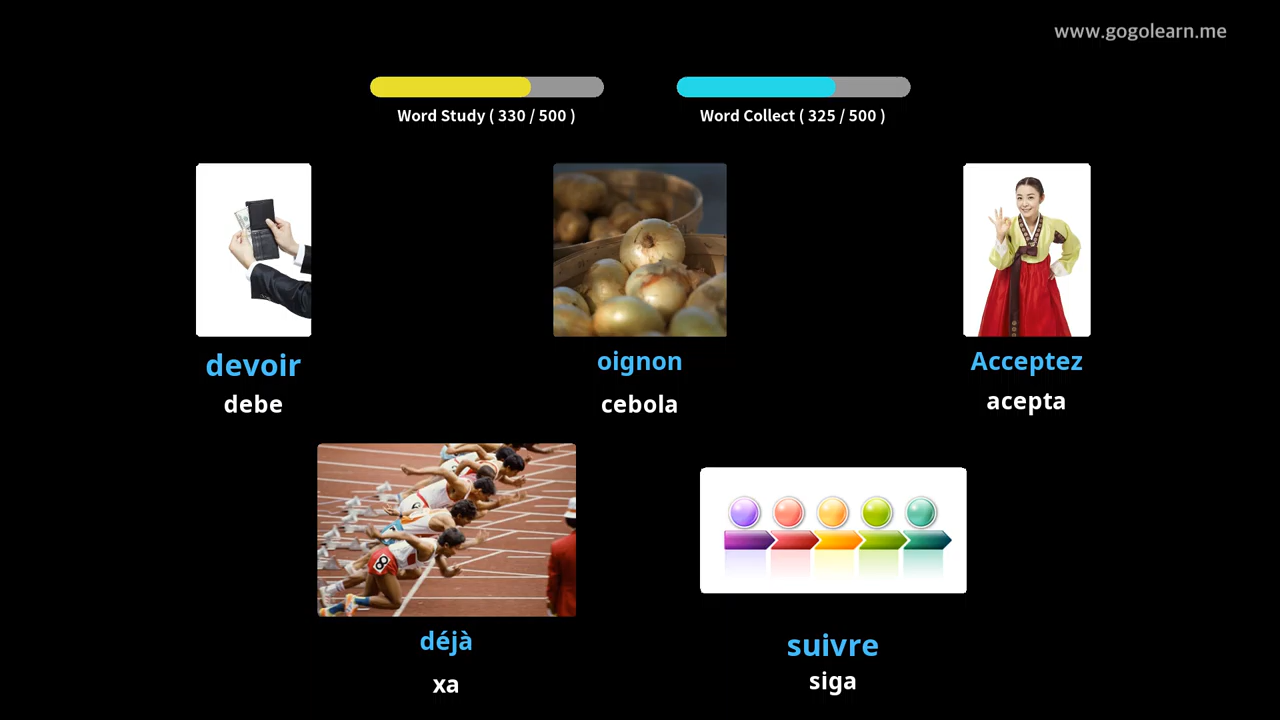 www.gogolearn.me
Word Study ( 330 / 500 )
Word Collect ( 325 / 500 )
devoir
debe
oignon
cebola
Acceptez
acepta
8
déjà
xa
suivre
siga